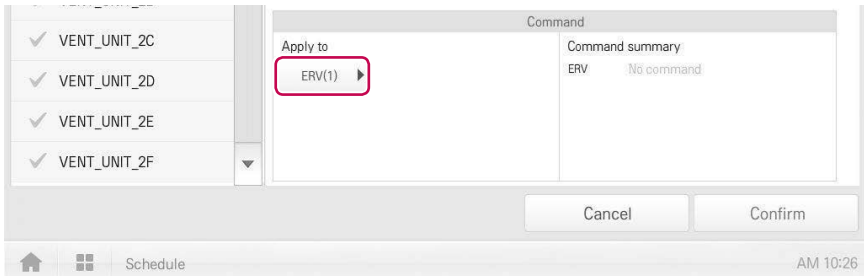 VENT_UNIT_2C
VENT_UNIT_2D
VENT_UNIT_2E
VENT_UNIT_2F
Command
Apply to
ERV(1)
Command summary
ERV No command
Cancel Confirm
Schedule AM 10:26